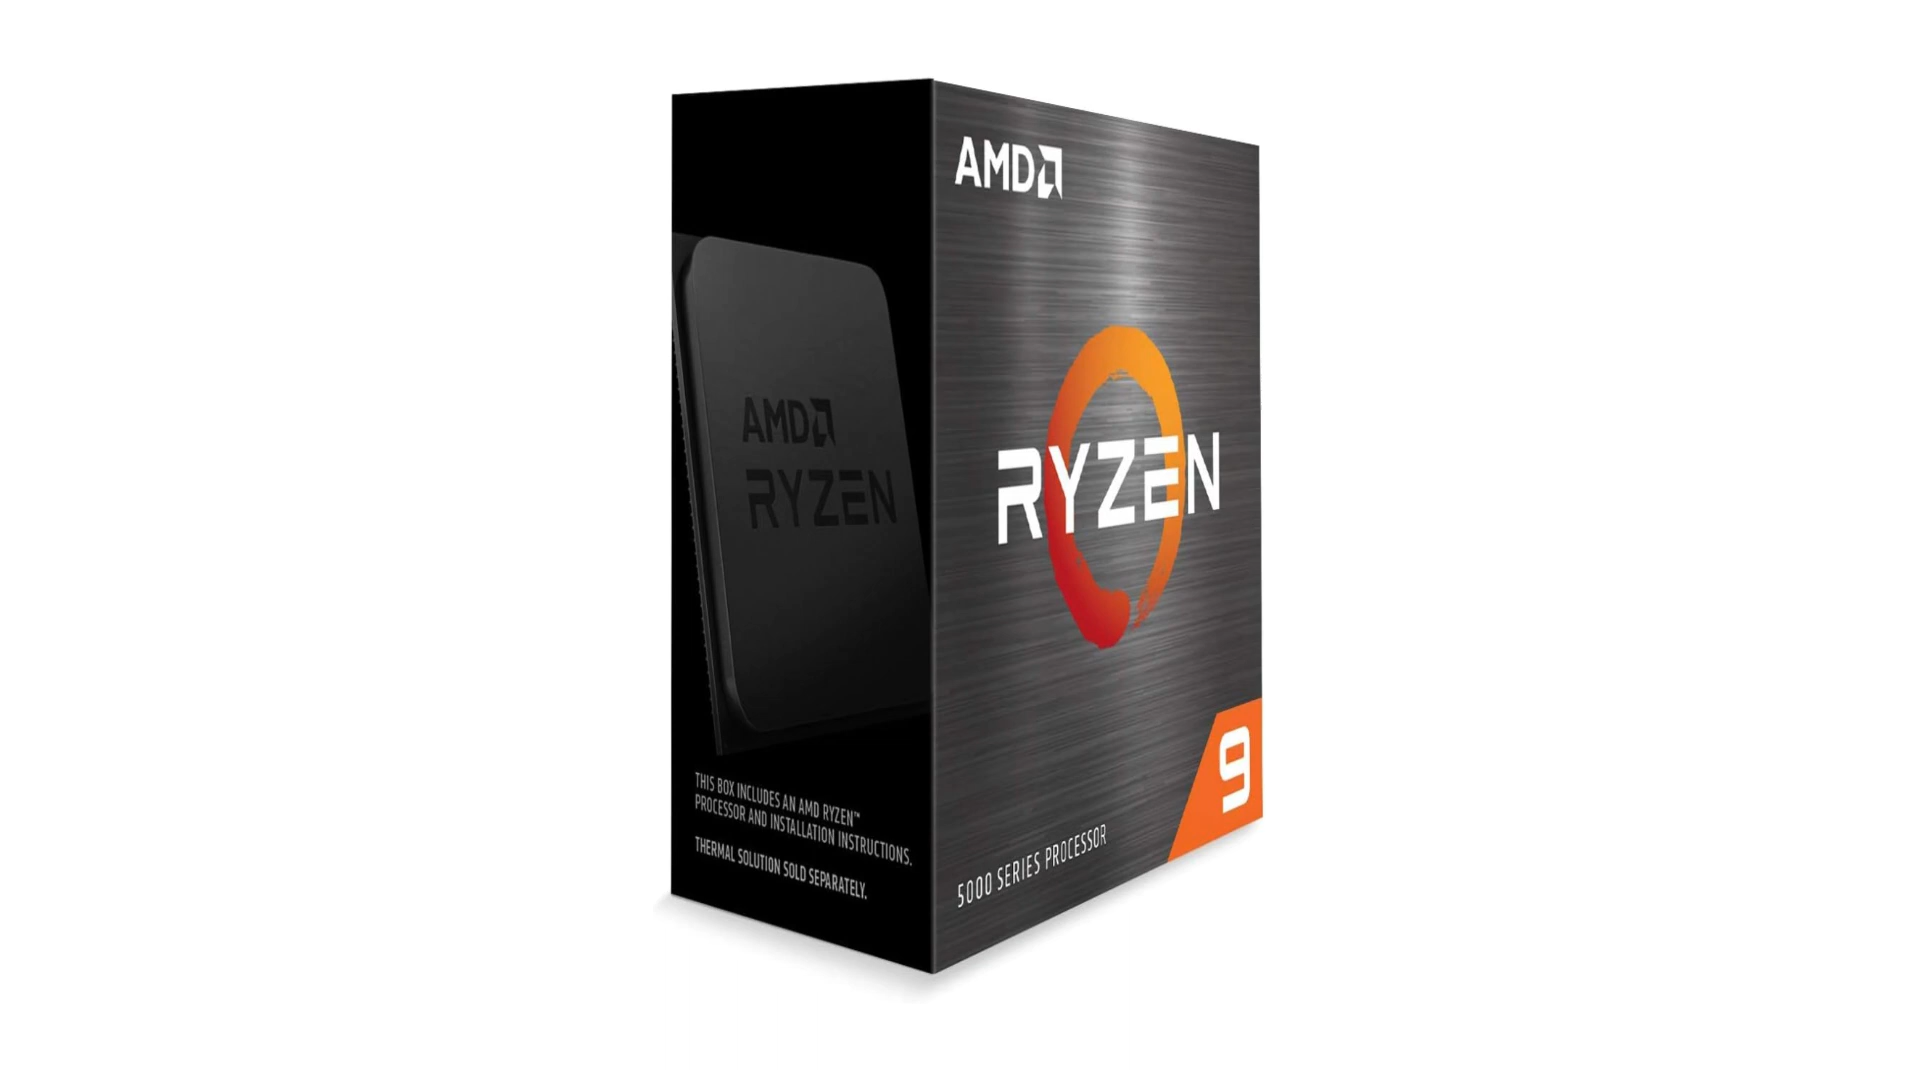 AMD
RYZEN
THIS BOX INCLUDES AN AMD RYZEN™
PROCESSOR AND INSTALLATION INSTRUCTIONS.
THERMAL SOLUTION SOLD SEPARATELY.
AMD
RYZEN
9
5000 SERIES PROCESSOR